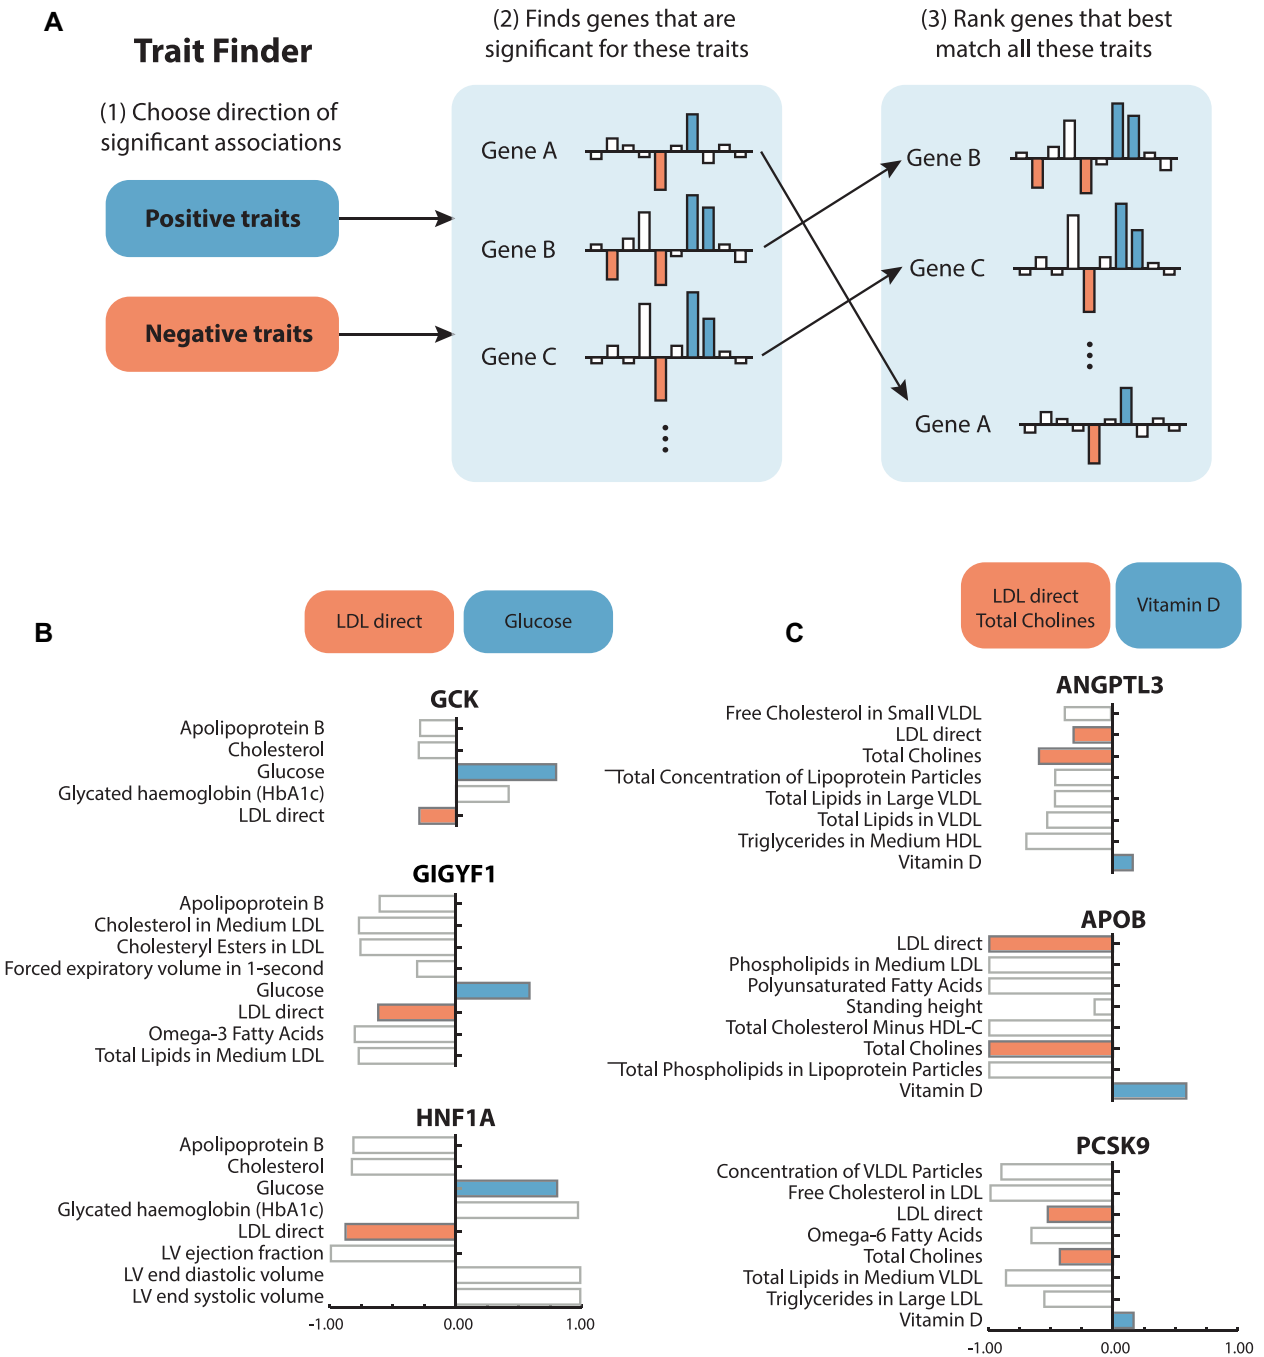 A
Trait Finder
(1) Choose direction of
significant associations
Positive traits
Negative traits
(2) Finds genes that are
significant for these traits
Gene A
Gene B
Gene C
(3) Rank genes that best
match all these traits
Gene B
Gene C
Gene A
B
LDL direct
Glucose
GCK
Apolipoprotein B
Cholesterol
Glucose
Glycated haemoglobin (HbA1c)
LDL direct
GIGYF1
Apolipoprotein B
Cholesterol in Medium LDL
Cholesteryl Esters in LDL
Forced expiratory volume in 1-second
Glucose
LDL direct
Omega-3 Fatty Acids
Total Lipids in Medium LDL
HNF1A
Apolipoprotein B
Cholesterol
Glucose
Glycated haemoglobin (HbA1c)
LDL direct
LV ejection fraction
LV end diastolic volume
LV end systolic volume
-1.00 0.00 1.00
C
LDL direct
Total Cholines
Vitamin D
ANGPTL3
Free Cholesterol in Small VLDL
LDL direct
Total Cholines
Total Concentration of Lipoprotein Particles
Total Lipids in Large VLDL
Total Lipids in VLDL
Triglycerides in Medium HDL
Vitamin D
APOB
LDL direct
Phospholipids in Medium LDL
Polyunsaturated Fatty Acids
Standing height
Total Cholesterol Minus HDL-C
Total Cholines
Total Phospholipids in Lipoprotein Particles
Vitamin D
PCSK9
Concentration of VLDL Particles
Free Cholesterol in LDL
LDL direct
Omega-6 Fatty Acids
Total Cholines
Total Lipids in Medium VLDL
Triglycerides in Large LDL
Vitamin D
-1.00 0.00 1.00